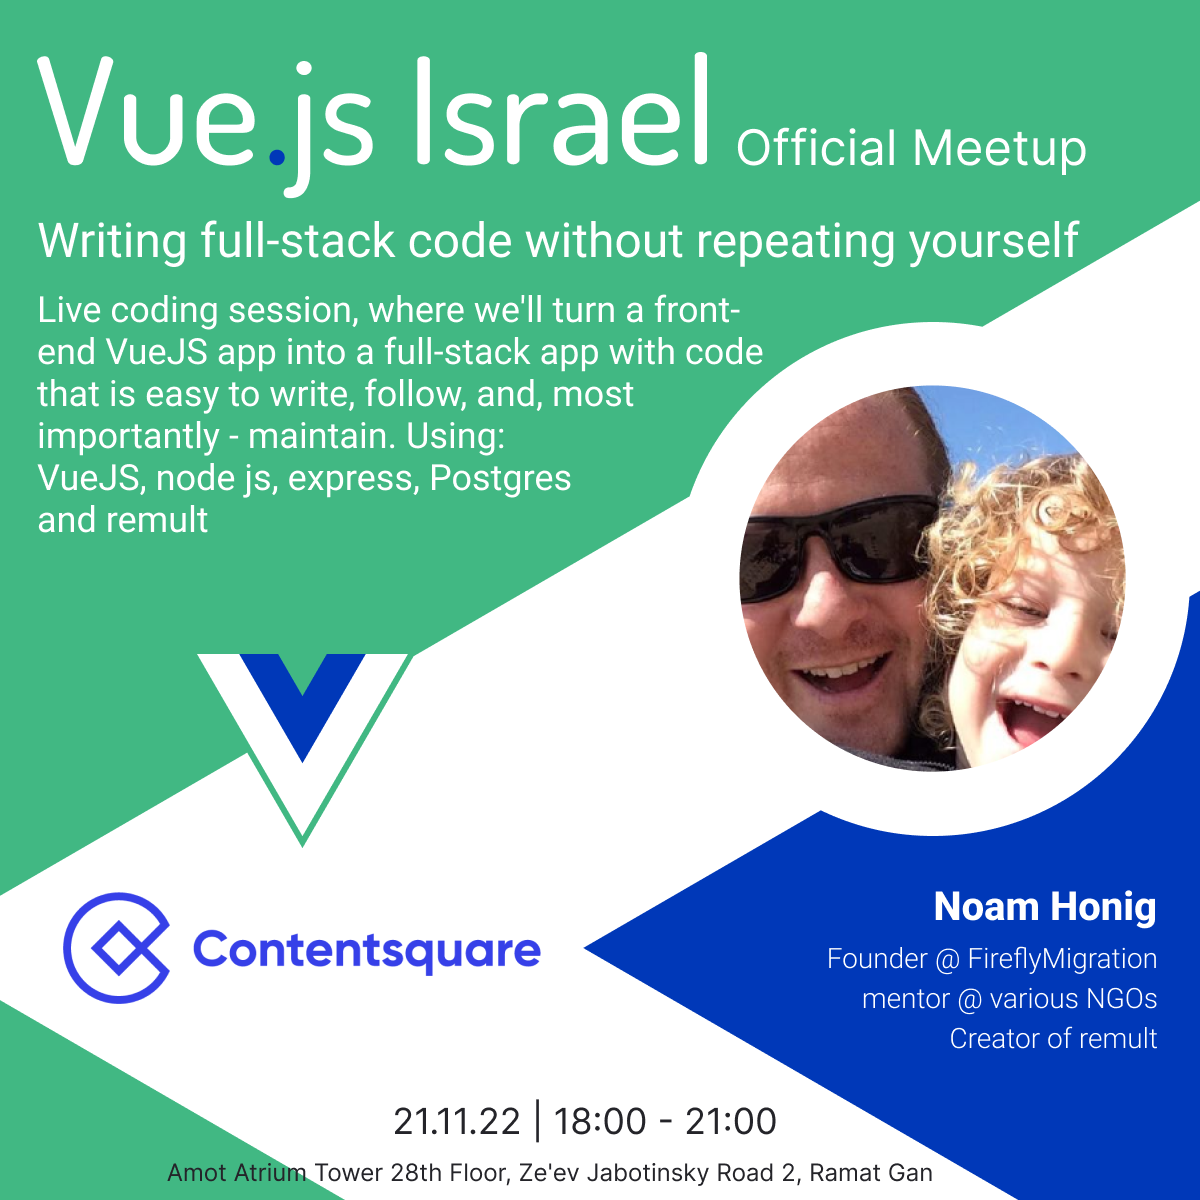 Vue.js Israel Official Meetup
Writing full-stack code without repeating yourself
Live coding session, where we'll turn a front-
end VueJS app into a full-stack app with code
that is easy to write, follow, and, most
importantly - maintain. Using:
VueJS, node js, express, Postgres
and remult
Contentsquare
Noam Honig
Founder @ FireflyMigration
mentor @ various NGOs
Creator of remult
21.11.22 | 18:00 - 21:00
Amot Atrium Tower 28th Floor, Ze'ev Jabotinsky Road 2, Ramat Gan